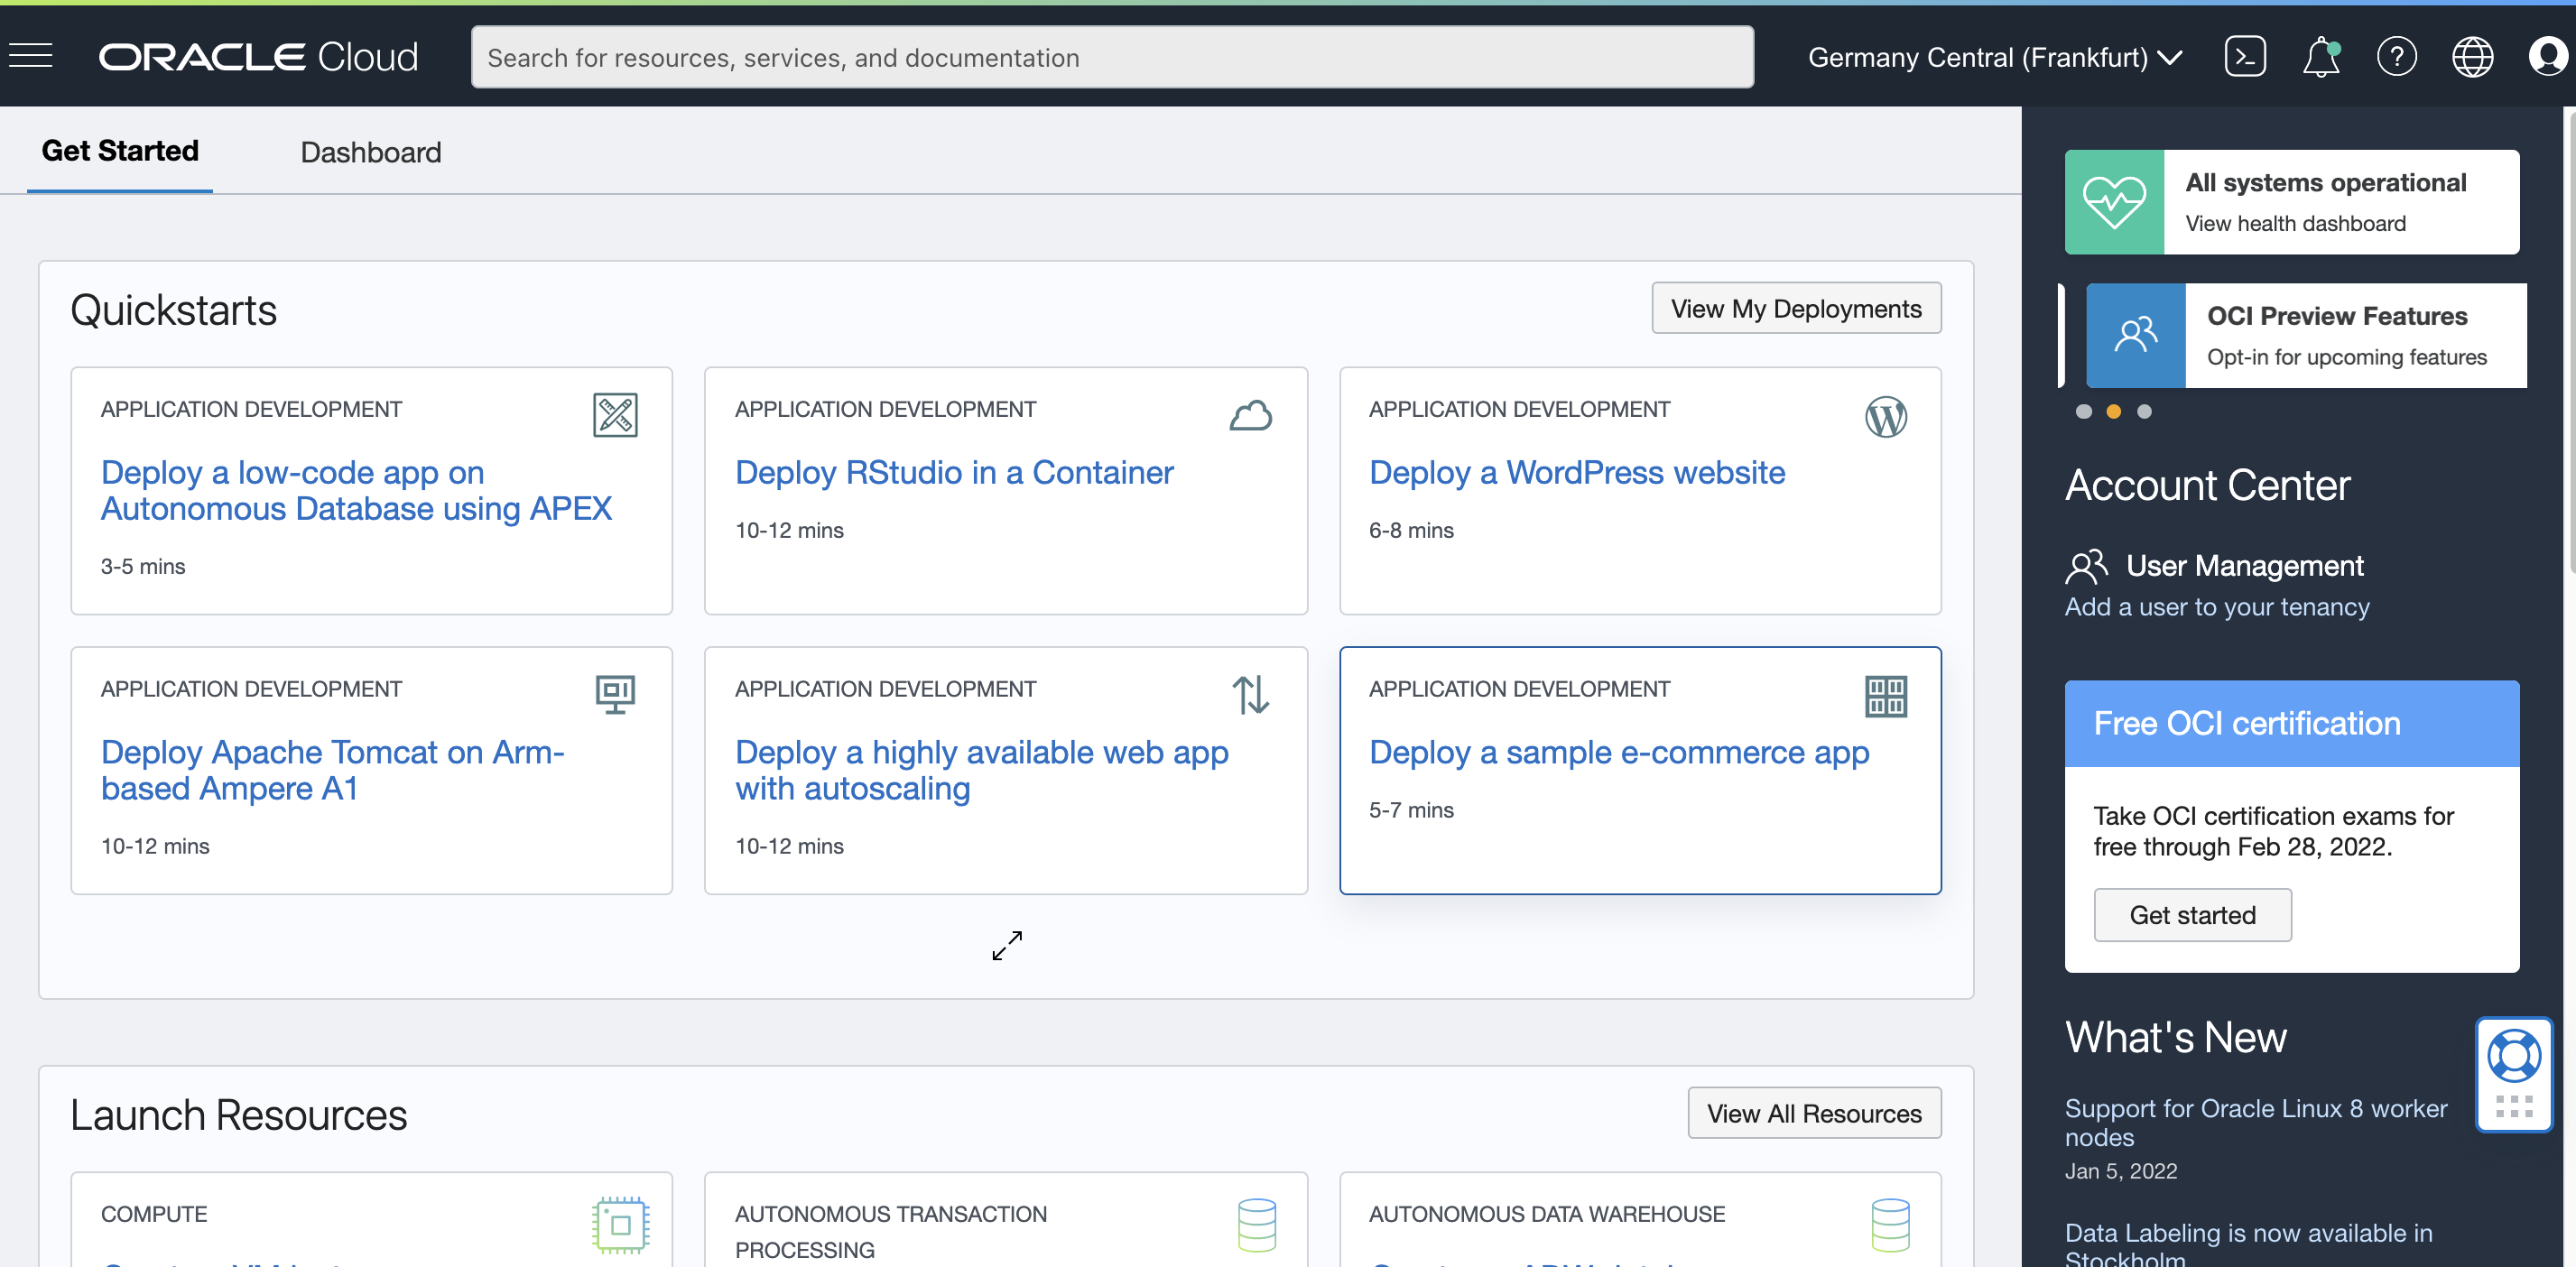 ORACLE Cloud
Search for resources, services, and documentation
Germany Central (Frankfurt)
Get Started
Dashboard
Quickstarts
View My Deployments
APPLICATION DEVELOPMENT
Deploy a low-code app on
Autonomous Database using APEX
3-5 mins
APPLICATION DEVELOPMENT
Deploy RStudio in a Container
10-12 mins
APPLICATION DEVELOPMENT
Deploy a WordPress website
6-8 mins
APPLICATION DEVELOPMENT
Deploy Apache Tomcat on Arm-
based Ampere A1
10-12 mins
APPLICATION DEVELOPMENT
Deploy a highly available web app
with autoscaling
10-12 mins
APPLICATION DEVELOPMENT
Deploy a sample e-commerce app
5-7 mins
Launch Resources
View All Resources
COMPUTE
AUTONOMOUS TRANSACTION
PROCESSING
AUTONOMOUS DATA WAREHOUSE
All systems operational
View health dashboard
OCI Preview Features
Opt-in for upcoming features
Account Center
User Management
Add a user to your tenancy
Free OCI certification
Take OCI certification exams for
free through Feb 28, 2022.
Get started
What's New
Support for Oracle Linux 8 worker
nodes
Jan 5, 2022
Data Labeling is now available in
Stockholm